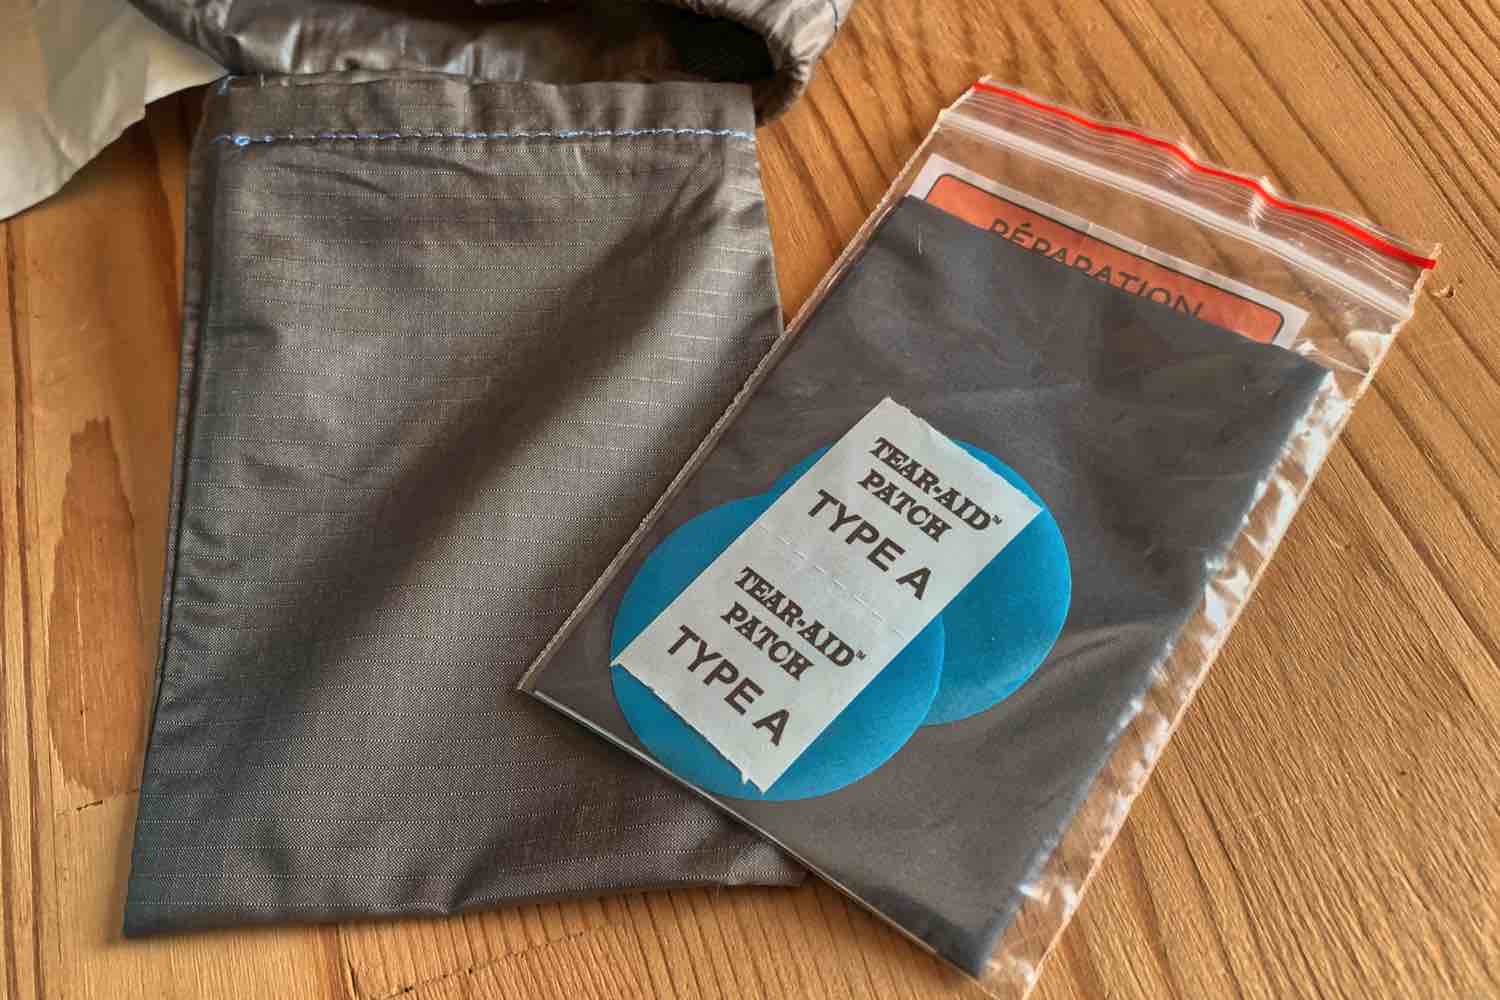 RÉPARATION
TEAR-AID™
PATCH
TYPE A
TEAR-AID™
PATCH
TYPE A